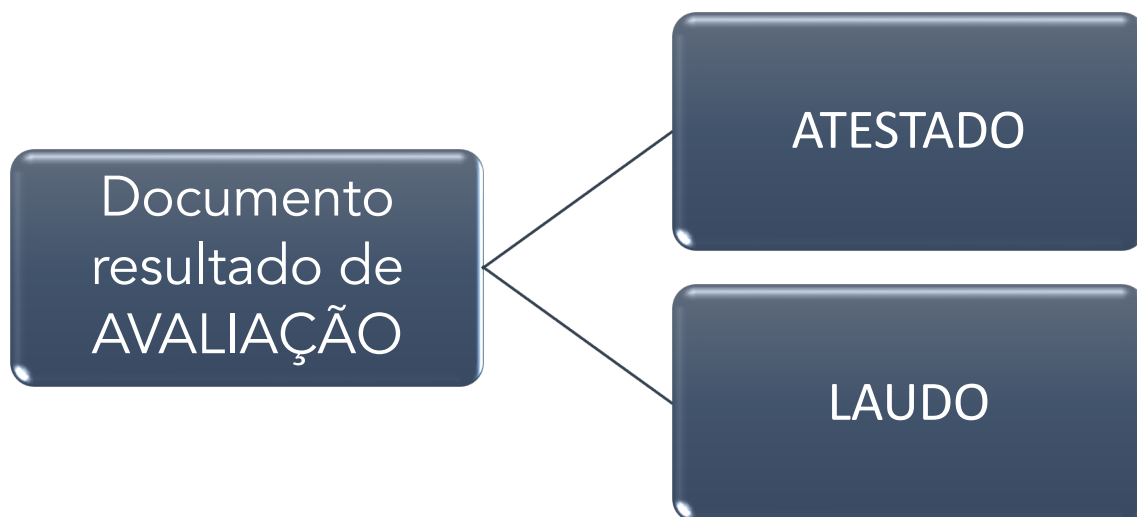 Documento
resultado de
AVALIAÇÃO
ATESTADO
LAUDO